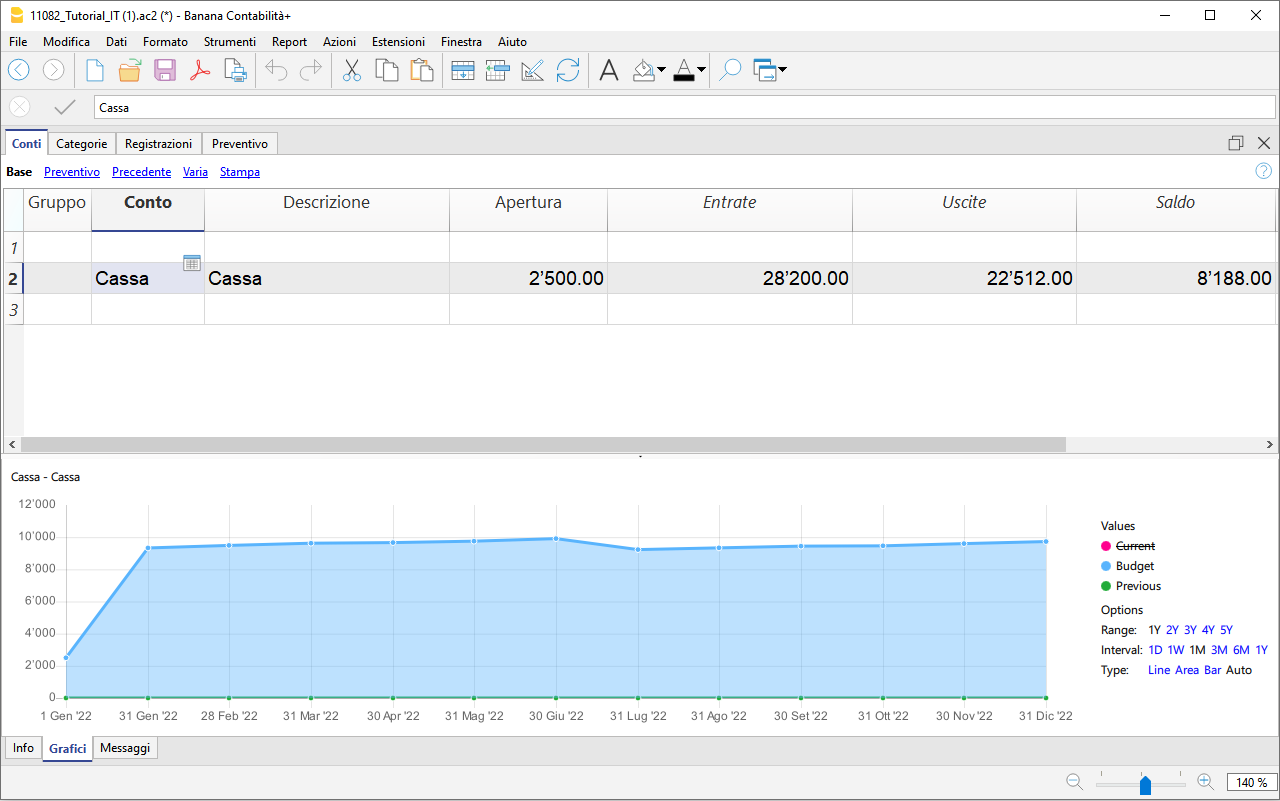 11082_Tutorial_IT (1).ac2 (*) - Banana Contabilità+
File Modifica Dati Formato Strumenti Report Azioni Estensioni Finestra Aiuto
Cassa
Conti Categorie Registrazioni Preventivo
Base Preventivo Precedente Varia Stampa
Gruppo Conto Descrizione Apertura Entrate Uscite Saldo
1
2 Cassa Cassa 2’500.00 28’200.00 22’512.00 8’188.00
3
Cassa - Cassa
12’000
10’000
8’000
6’000
4’000
2’000
0
1 Gen '22 31 Gen '22 28 Feb '22 31 Mar '22 30 Apr '22 31 Mag '22 30 Giu '22 31 Lug '22 31 Ago '22 30 Set '22 31 Ott '22 30 Nov '22 31 Dic '22
Values
Current
Budget
Previous
Options
Range: 1Y 2Y 3Y 4Y 5Y
Interval: 1D 1W 1M 3M 6M 1Y
Type: Line Area Bar Auto
Info Grafici Messaggi
140 %